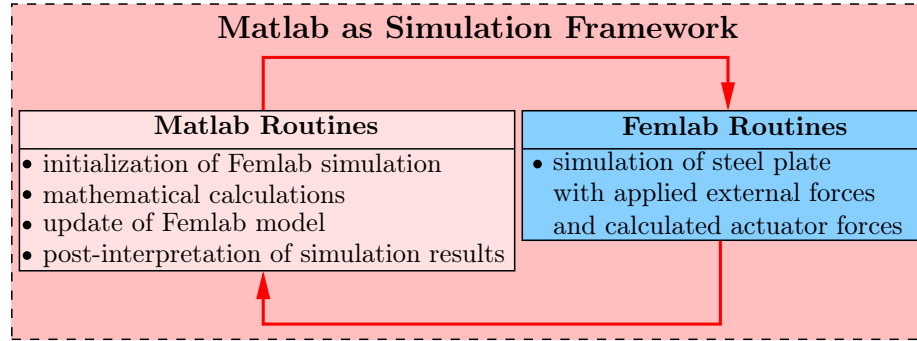 Matlab as Simulation Framework
Matlab Routines
• initialization of Femlab simulation
• mathematical calculations
• update of Femlab model
• post-interpretation of simulation results
Femlab Routines
• simulation of steel plate
with applied external forces
and calculated actuator forces